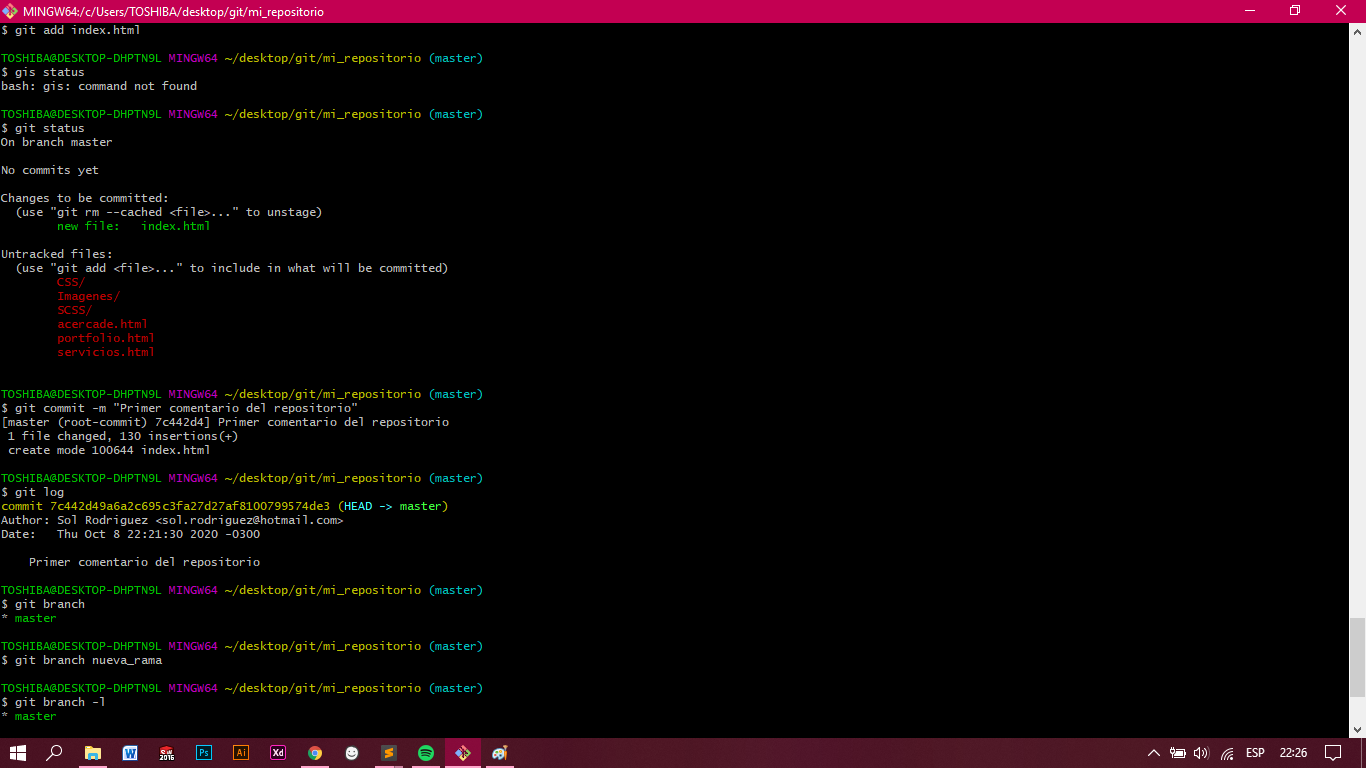 MINGW64:/c/Users/TOSHIBA/desktop/git/mi_repositorio
$ git add index.html
TOSHIBA@DESKTOP-DHPTN9L MINGW64 ~/desktop/git/mi_repositorio (master)
$ gis status
bash: gis: command not found
TOSHIBA@DESKTOP-DHPTN9L MINGW64 ~/desktop/git/mi_repositorio (master)
$ git status
On branch master
No commits yet
Changes to be committed:
(use "git rm --cached <file>..." to unstage)
new file:   index.html
Untracked files:
(use "git add <file>..." to include in what will be committed)
CSS/
Imagenes/
SCSS/
acercade.html
portfolio.html
servicios.html
TOSHIBA@DESKTOP-DHPTN9L MINGW64 ~/desktop/git/mi_repositorio (master)
$ git commit -m "Primer comentario del repositorio"
[master (root-commit) 7c442d4] Primer comentario del repositorio
1 file changed, 130 insertions(+)
create mode 100644 index.html
TOSHIBA@DESKTOP-DHPTN9L MINGW64 ~/desktop/git/mi_repositorio (master)
$ git log
commit 7c442d49a6a2c695c3fa27d27af8100799574de3 (HEAD -> master)
Author: Sol Rodriguez <sol.rodriguez@hotmail.com>
Date:   Thu Oct 8 22:21:30 2020 -0300
Primer comentario del repositorio
TOSHIBA@DESKTOP-DHPTN9L MINGW64 ~/desktop/git/mi_repositorio (master)
$ git branch
* master
TOSHIBA@DESKTOP-DHPTN9L MINGW64 ~/desktop/git/mi_repositorio (master)
$ git branch nueva_rama
TOSHIBA@DESKTOP-DHPTN9L MINGW64 ~/desktop/git/mi_repositorio (master)
$ git branch -l
* master
W
SW
2016
Ps
Ai
Xd
S
ESP
22:26